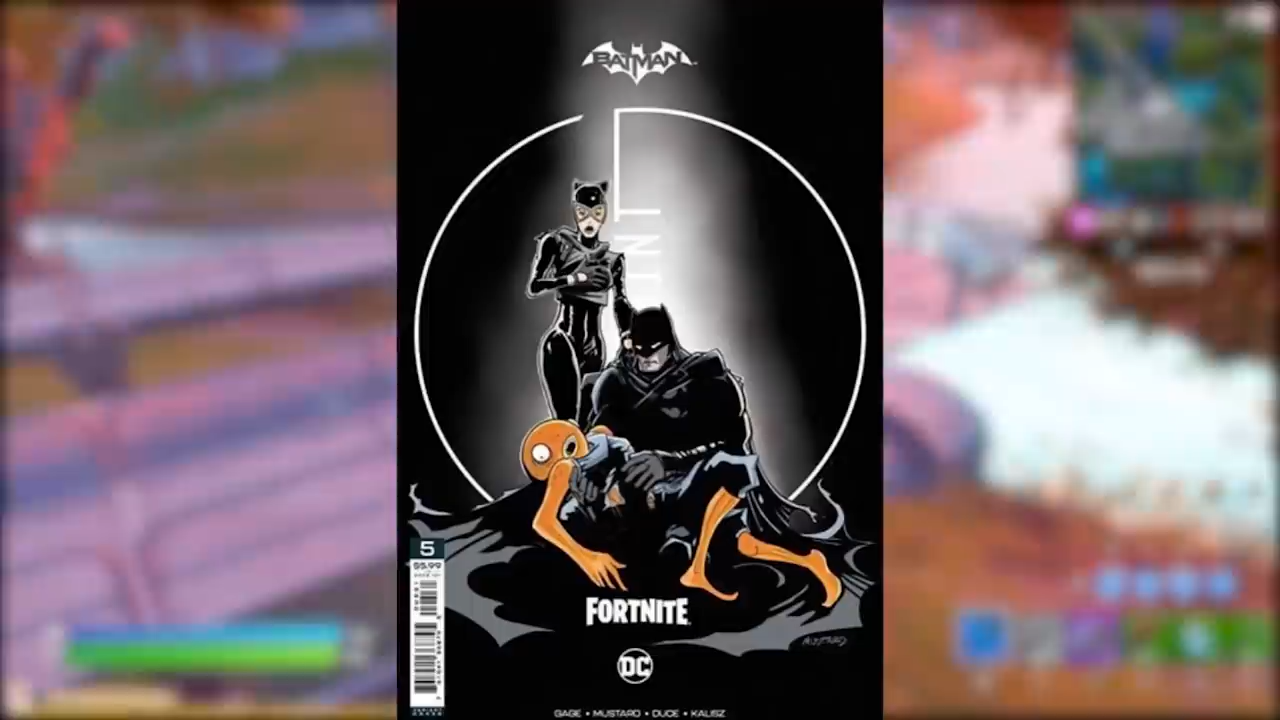 BATMAN
FORTNITE
5
$5.99
DC
GAGE • MUSTARD • DUCE • KALISZ